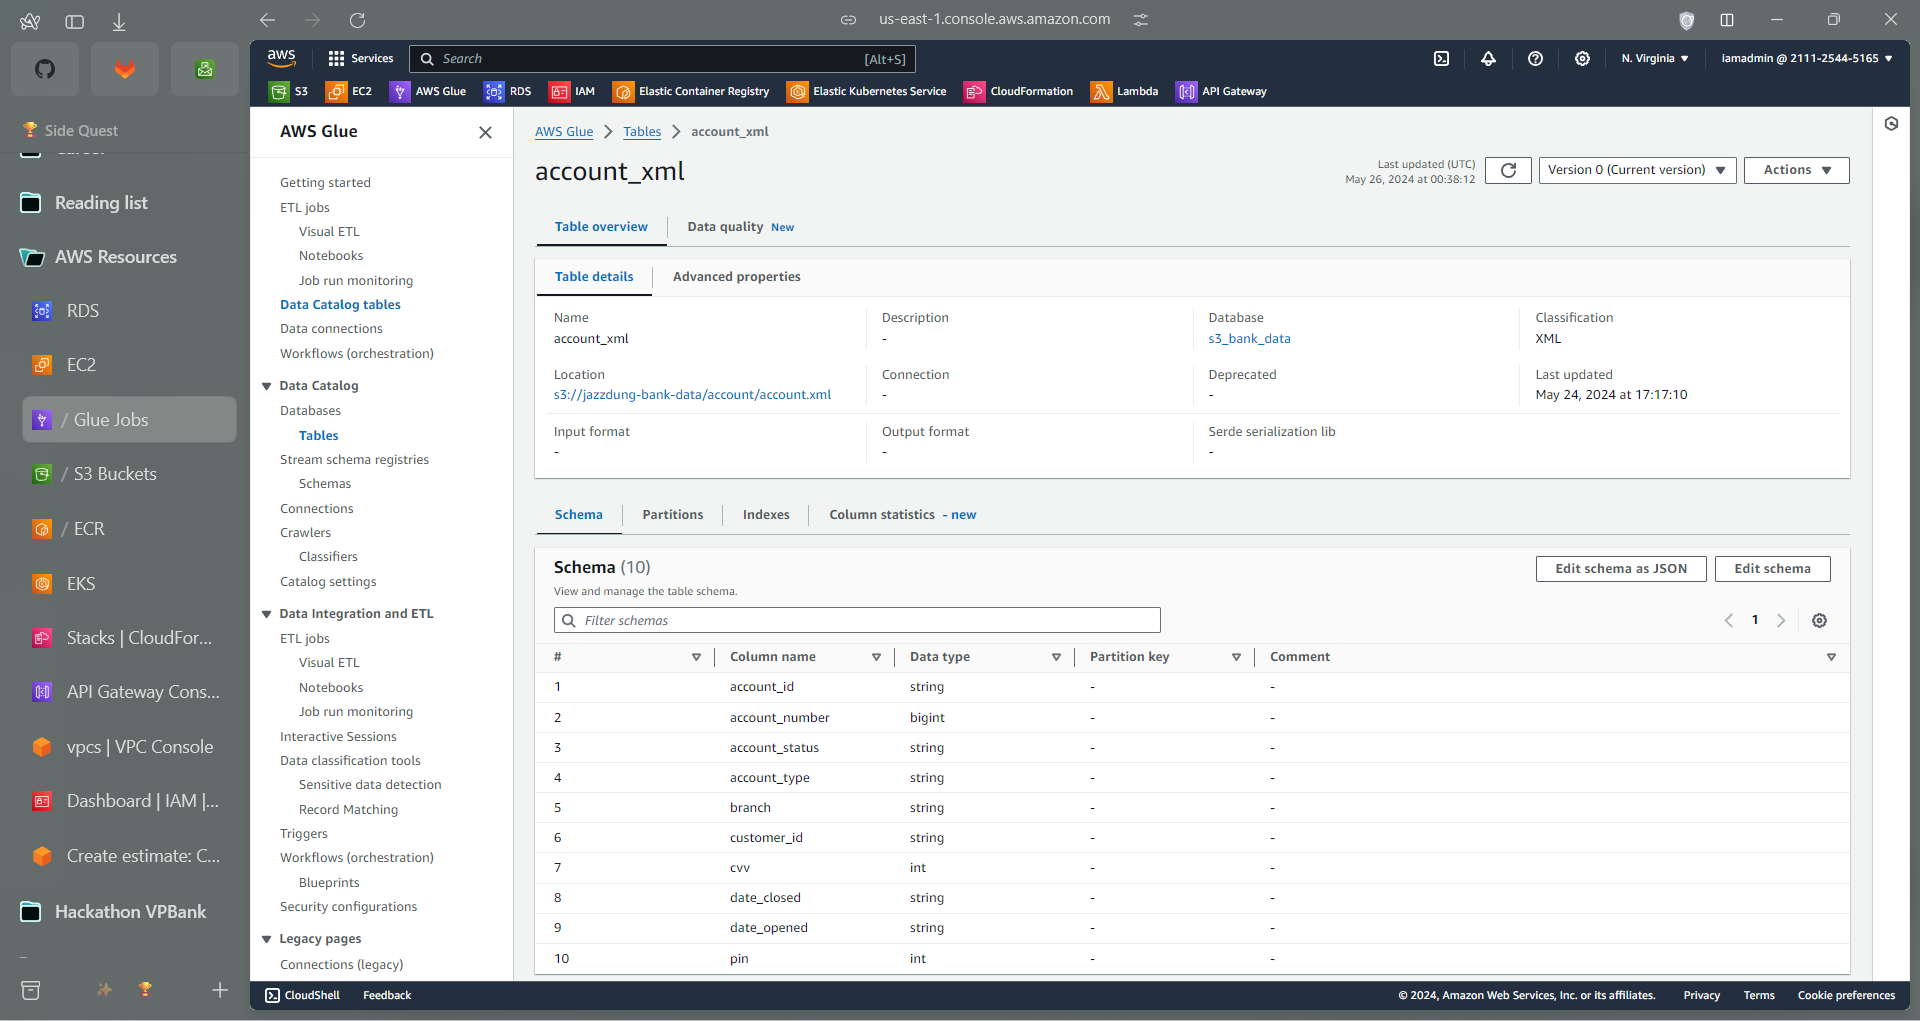 us-east-1.console.aws.amazon.com
Side Quest
Reading list
AWS Resources
RDS
EC2
/ Glue Jobs
/ S3 Buckets
/ ECR
EKS
Stacks | CloudFor...
API Gateway Cons...
vpcs | VPC Console
Dashboard | IAM |...
Create estimate: C...
Hackathon VPBank
aws
Services
Search
[Alt+S]
N. Virginia
iamadmin @ 2111-2544-5165
S3
EC2
AWS Glue
RDS
IAM
Elastic Container Registry
Elastic Kubernetes Service
CloudFormation
Lambda
API Gateway
AWS Glue
Getting started
ETL jobs
Visual ETL
Notebooks
Job run monitoring
Data Catalog tables
Data connections
Workflows (orchestration)
Data Catalog
Databases
Tables
Stream schema registries
Schemas
Connections
Crawlers
Classifiers
Catalog settings
Data Integration and ETL
ETL jobs
Visual ETL
Notebooks
Job run monitoring
Interactive Sessions
Data classification tools
Sensitive data detection
Record Matching
Triggers
Workflows (orchestration)
Blueprints
Security configurations
Legacy pages
Connections (legacy)
AWS Glue > Tables > account_xml
account_xml
Last updated (UTC)
May 26, 2024 at 00:38:12
Version 0 (Current version)
Actions
Table overview
Data quality New
Table details
Advanced properties
Name
account_xml
Description
-
Database
s3_bank_data
Classification
XML
Location
s3://jazzdung-bank-data/account/account.xml
Connection
-
Deprecated
-
Last updated
May 24, 2024 at 17:17:10
Input format
-
Output format
-
Serde serialization lib
-
Schema
Partitions
Indexes
Column statistics - new
Schema (10)
View and manage the table schema.
Edit schema as JSON
Edit schema
Filter schemas
1
# Column name Data type Partition key Comment
1 account_id string - -
2 account_number bigint - -
3 account_status string - -
4 account_type string - -
5 branch string - -
6 customer_id string - -
7 cvv int - -
8 date_closed string - -
9 date_opened string - -
10 pin int - -
CloudShell
Feedback
© 2024, Amazon Web Services, Inc. or its affiliates.
Privacy
Terms
Cookie preferences